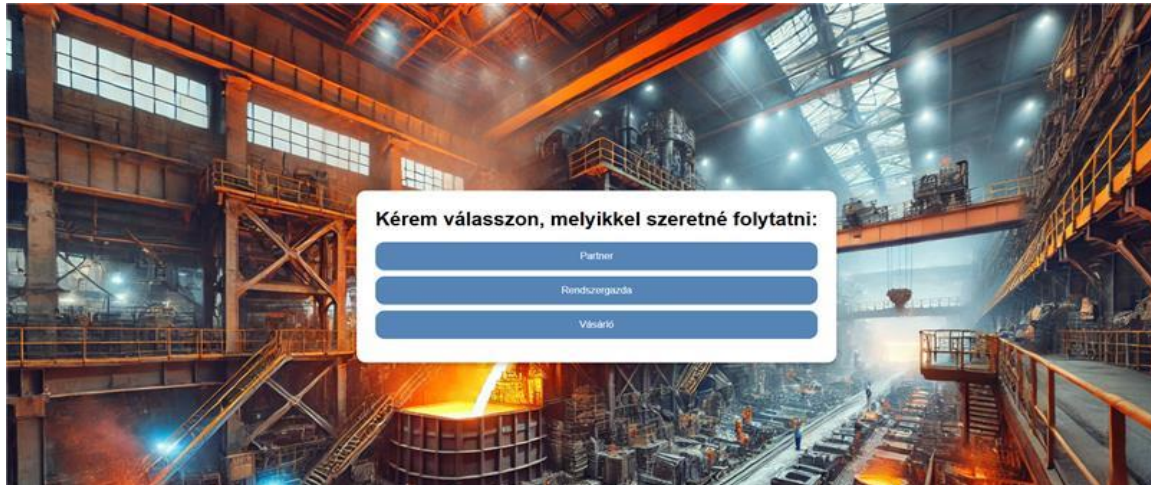 Kérem válasszon, melyikkel szeretné folytatni:
Partner
Rendszergazda
Vásárló